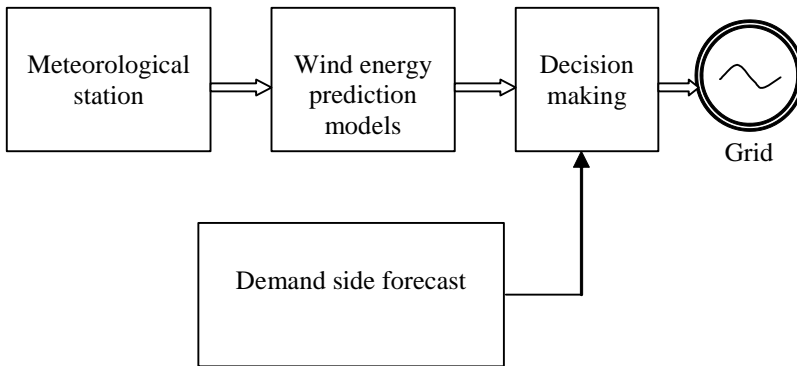 Meteorological
station
Wind energy
prediction
models
Decision
making
Grid
Demand side forecast